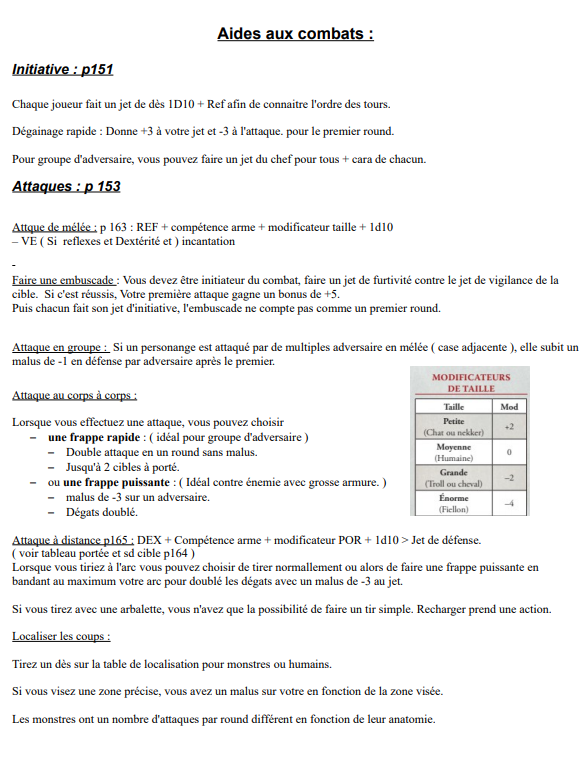 Aides aux combats :
Initiative : p151
Chaque joueur fait un jet de dès 1D10 + Ref afin de connaitre l'ordre des tours.
Dégainage rapide : Donne +3 à votre jet et -3 à l'attaque. pour le premier round.
Pour groupe d'adversaire, vous pouvez faire un jet du chef pour tous + cara de chacun.
Attaques : p 153
Attque de mélée : p 163 : REF + compétence arme + modificateur taille + 1d10
– VE ( Si reflexes et Dextérité et ) incantation
-
Faire une embuscade : Vous devez être initiateur du combat, faire un jet de furtivité contre le jet de vigilance de la
cible. Si c'est réussis, Votre première attaque gagne un bonus de +5.
Puis chacun fait son jet d'initiative, l'embuscade ne compte pas comme un premier round.
Attaque en groupe : Si un personange est attaqué par de multiples adversaire en mélée ( case adjacente ), elle subit un
malus de -1 en défense par adversaire après le premier.
Attaque au corps à corps :
Lorsque vous effectuez une attaque, vous pouvez choisir
– une frappe rapide : ( idéal pour groupe d'adversaire )
– Double attaque en un round sans malus.
– Jusqu'à 2 cibles à porté.
– ou une frappe puissante : ( Idéal contre énemie avec grosse armure. )
– malus de -3 sur un adversaire.
– Dégats doublé.
MODIFICATEURS
DE TAILLE
Taille Mod
Petite
(Chat ou nekker) +2
Moyenne
(Humaine) 0
Grande
(Troll ou cheval) –2
Énorme
(Fiellon) –4
Attaque à distance p165 : DEX + Compétence arme + modificateur POR + 1d10 > Jet de défense.
( voir tableau portée et sd cible p164 )
Lorsque vous tiriez à l'arc vous pouvez choisir de tirer normallement ou alors de faire une frappe puissante en
bandant au maximum votre arc pour doublé les dégats avec un malus de -3 au jet.
Si vous tirez avec une arbalette, vous n'avez que la possibilité de faire un tir simple. Recharger prend une action.
Localiser les coups :
Tirez un dès sur la table de localisation pour monstres ou humains.
Si vous visez une zone précise, vous avez un malus sur votre en fonction de la zone visée.
Les monstres ont un nombre d'attaques par round différent en fonction de leur anatomie.